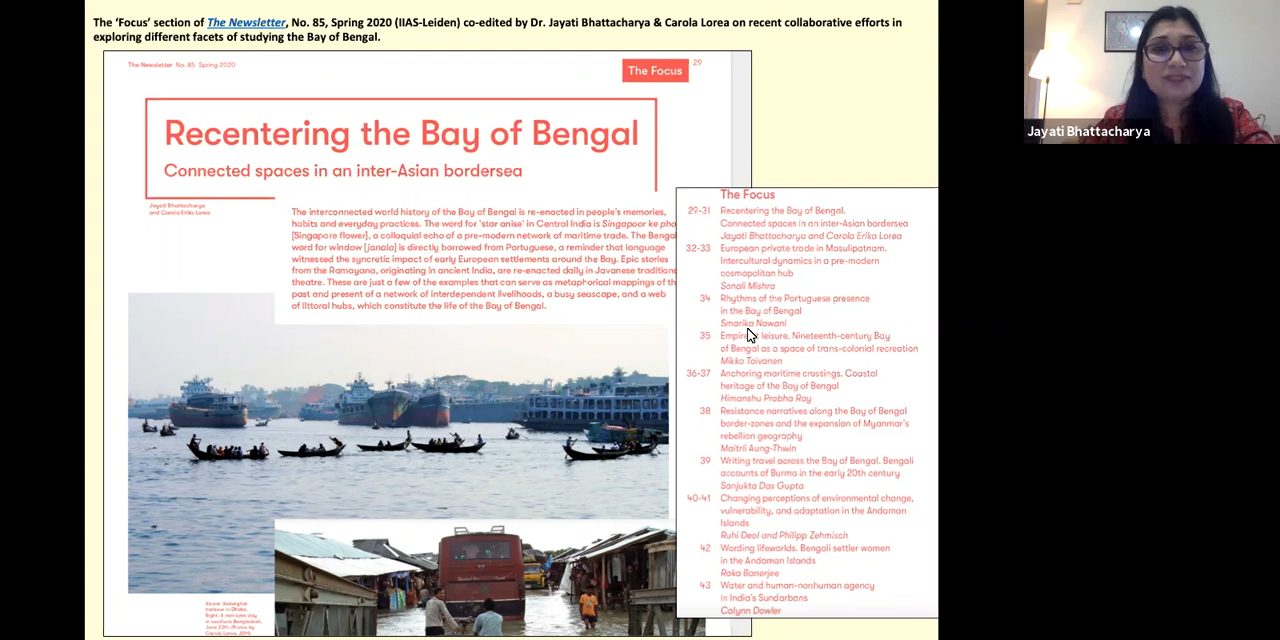 The ‘Focus’ section of The Newsletter, No. 85, Spring 2020 (IIAS-Leiden) co-edited by Dr. Jayati Bhattacharya & Carola Lorea on recent collaborative efforts in
exploring different facets of studying the Bay of Bengal.
The Newsletter No. 85 Spring 2020
The Focus
29
Recentering the Bay of Bengal
Connected spaces in an inter-Asian bordersea
Jayati Bhattacharya
and Carola Erika Lorea
The interconnected world history of the Bay of Bengal is re-enacted in people's memories,
habits and everyday practices. The word for 'star anise' in Central India is Singapoor ke
[Singapore flower], a colloquial echo of a pre-modern network of maritime trade. The Bengal
word for window [janala] is directly borrowed from Portuguese, a reminder that language
witnessed the syncretic impact of early European settlements around the Bay. Epic stories
from the Ramayana, originating in ancient India, are re-enacted daily in Javanese
theatre. These are just a few of the examples that can serve as metaphorical mappings of
past and present of a network of interdependent livelihoods, a busy seascape, and a web
of littoral hubs, which constitute the life of the Bay of Bengal.
The Focus
29-31 Recentering the Bay of Bengal.
Connected spaces in an inter-Asian bordersea
Jayati Bhattacharya and Carola Erika Lorea
32-33 European private trade in Masulipatnam.
Intercultural dynamics in a pre-modern
cosmopolitan hub
Sonali Mishra
34 Rhythms of the Portuguese presence
in the Bay of Bengal
Smarika Nawani
35 leisure. Nineteenth-century Bay
of Bengal as a space of trans-colonial recreation
Mikko Toivanen
36-37 Anchoring maritime crossings. Coastal
heritage of the Bay of Bengal
Himanshu Prabha Ray
38 Resistance narratives along the Bay of Bengal
border-zones and the expansion of Myanmar's
rebellion geography
Maitrii Aung-Thwin
39 Writing travel across the Bay of Bengal. Bengali
accounts of Burma in the early 20th century
Sanjukta Das Gupta
40-41 Changing perceptions of environmental change,
vulnerability, and adaptation in the Andaman
Islands
Ruhi Deol and Philipp Zehmisch
42 Wording lifeworlds. Bengali settler women
in the Andaman Islands
Raka Banerjee
43 Water and human-nonhuman agency
in India's Sundarbans
Calynn Dowler
Above: Sadarghat
harbour in Dhaka.
Jayati Bhattacharya